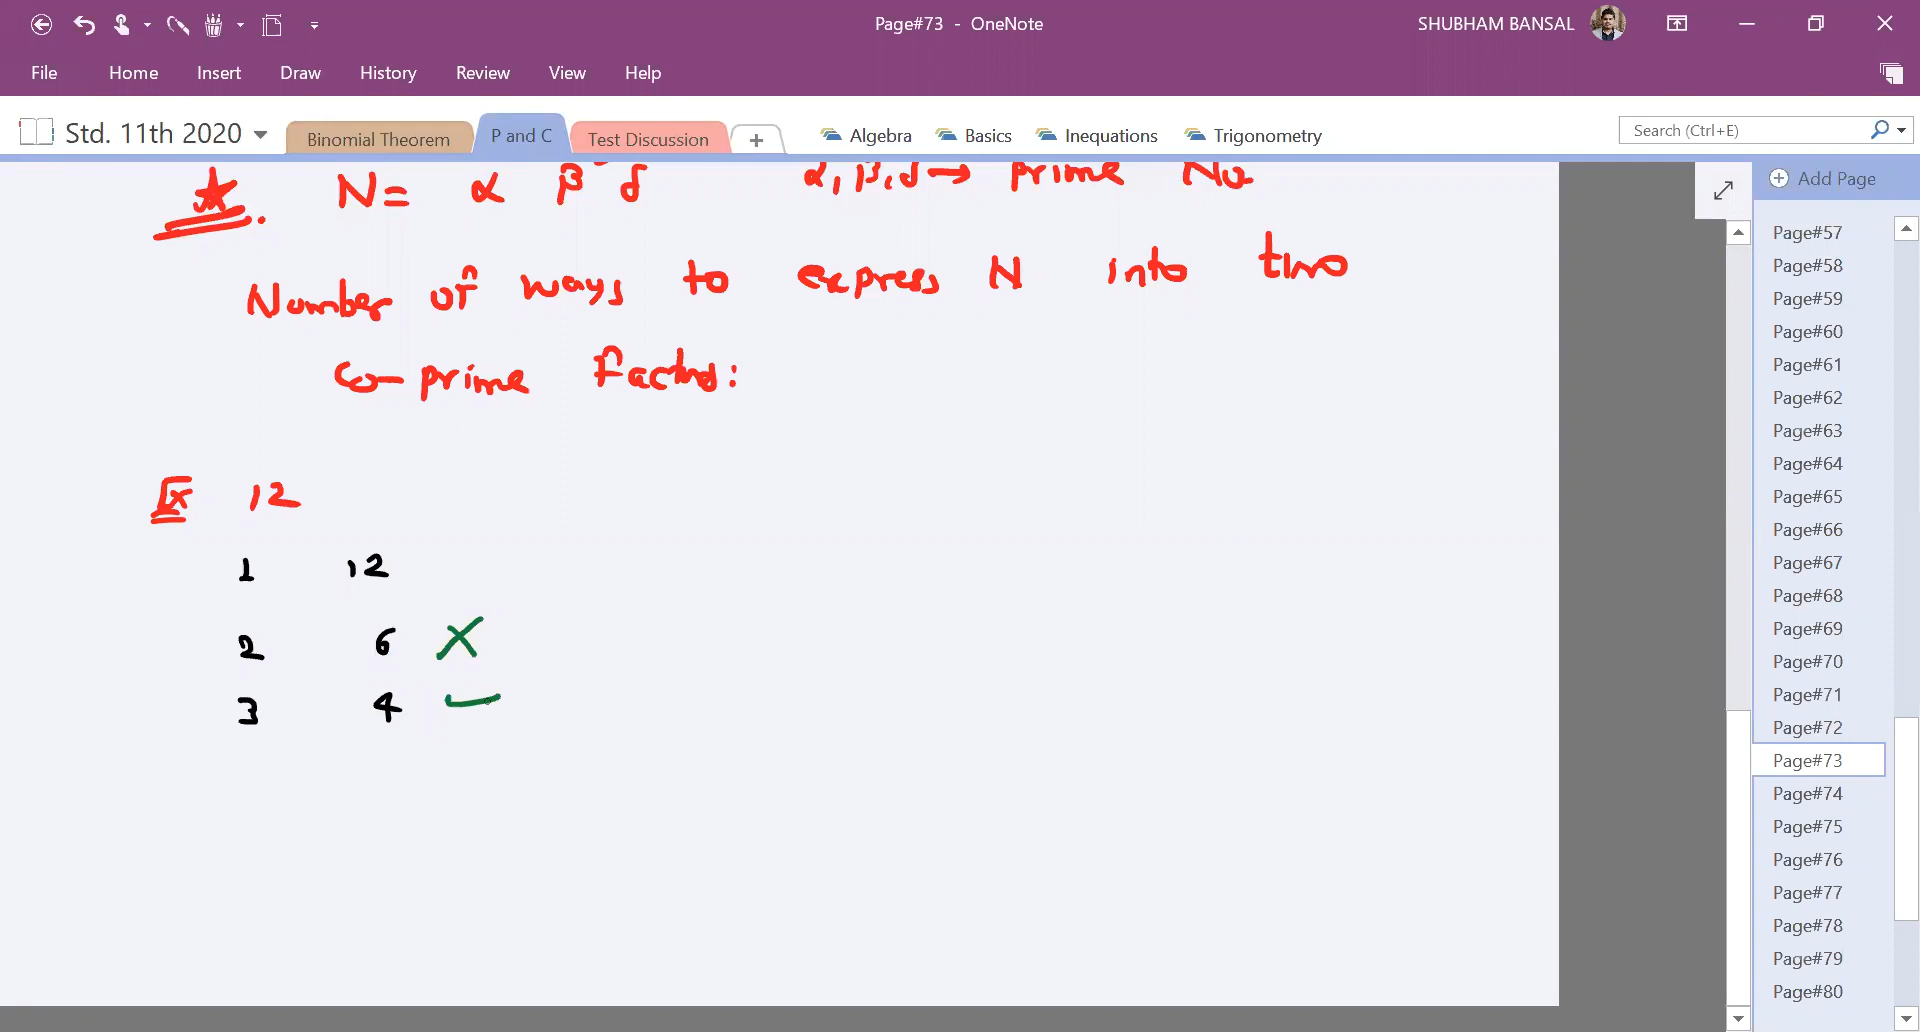 Page#73 - OneNote
SHUBHAM BANSAL
File Home Insert Draw History Review View Help
Std. 11th 2020
Binomial Theorem
P and C
Test Discussion
Algebra
Basics
Inequations
Trigonometry
Search (Ctrl+E)
N= α β δ α, β, δ → prime No
Number of ways to express N into two
co-prime factors:
Ex 12
1 12
2 6 X
3 4
Add Page
Page#57
Page#58
Page#59
Page#60
Page#61
Page#62
Page#63
Page#64
Page#65
Page#66
Page#67
Page#68
Page#69
Page#70
Page#71
Page#72
Page#73
Page#74
Page#75
Page#76
Page#77
Page#78
Page#79
Page#80